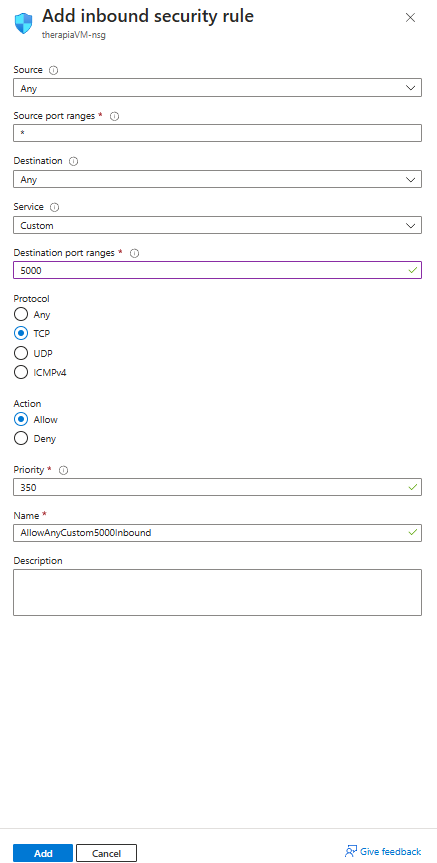 Add inbound security rule
therapiaVM-nsg
Source
Any
Source port ranges *
*
Destination
Any
Service
Custom
Destination port ranges *
5000
Protocol
Any
TCP
UDP
ICMPv4
Action
Allow
Deny
Priority *
350
Name *
AllowAnyCustom5000Inbound
Description
Add Cancel Give feedback